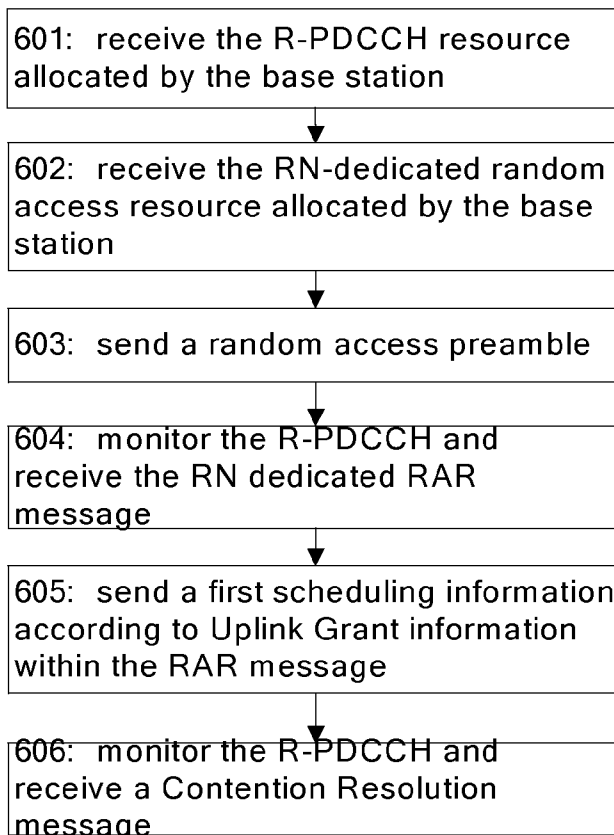 601: receive the R-PDCCH resource
allocated by the base station
602: receive the RN-dedicated random
access resource allocated by the base
station
603: send a random access preamble
604: monitor the R-PDCCH and
receive the RN dedicated RAR
message
605: send a first scheduling information
according to Uplink Grant information
within the RAR message
606: monitor the R-PDCCH and
receive a Contention Resolution
message